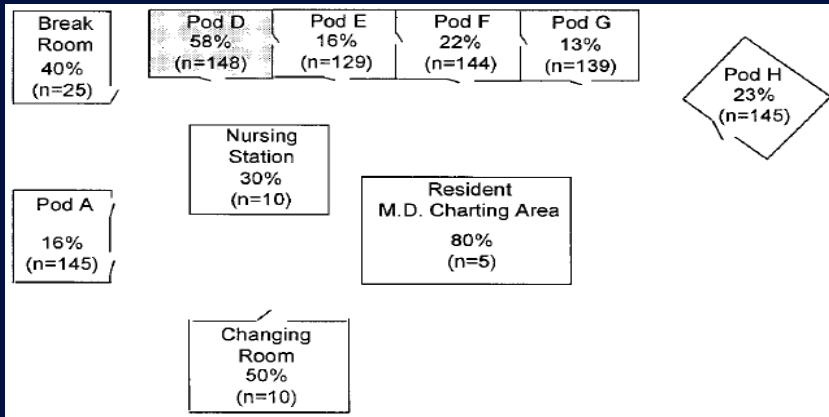 Break
Room
40%
(n=25)
Pod D
58%
(n=148)
Pod E
16%
(n=129)
Pod F
22%
(n=144)
Pod G
13%
(n=139)
Pod H
23%
(n=145)
Nursing
Station
30%
(n=10)
Pod A
16%
(n=145)
Resident
M.D. Charting Area
80%
(n=5)
Changing
Room
50%
(n=10)